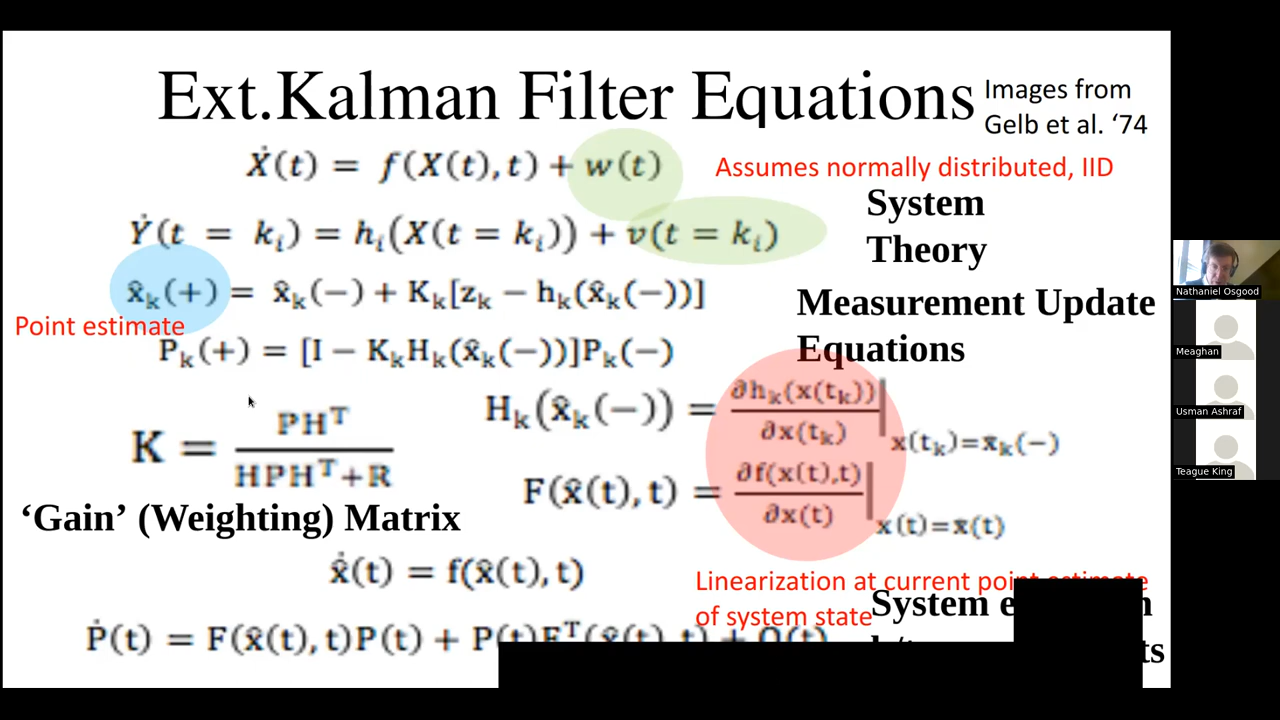 Ext.Kalman Filter Equations
Images from
Gelb et al. ‘74
Ẋ(t) = f(X(t), t) + w(t)
Assumes normally distributed, IID
System
Theory
Ẏ(t = kᵢ) = hᵢ(X(t = kᵢ)) + v(t = kᵢ)
x̂ₖ(+) = x̂ₖ(−) + Kₖ[zₖ − hₖ(x̂ₖ(−))]
Measurement Update
Equations
Point estimate
Pₖ(+) = [I − KₖHₖ(x̂ₖ(−))]Pₖ(−)
Hₖ(x̂ₖ(−)) = ∂hₖ(x(tₖ))/∂x(tₖ) | x(tₖ)=x̄ₖ(−)
K = PHᵀ/HPHᵀ+R
F(x̂(t), t) = ∂f(x(t),t)/∂x(t) | x(t)=x̄(t)
‘Gain’ (Weighting) Matrix
x̂̇(t) = f(x̂(t), t)
Linearization at current point estimate
of system state
System
Ṗ(t) = F(x̂(t), t)P(t) + P(t)Fᵀ(x̂(t), t) + Q(t)
Nathaniel Osgood
Meaghan
Usman Ashraf
Teague King